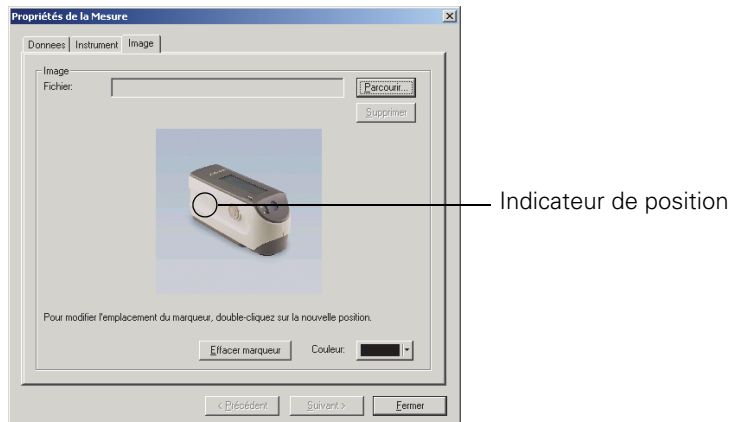 Propriétés de la Mesure
Donnees Instrument Image
Image
Fichier: Parcourir...
Supprimer
Indicateur de position
Pour modifier l'emplacement du marqueur, double-cliquez sur la nouvelle position.
Effacer marqueur Couleur:
< Précédent Suivant > Fermer